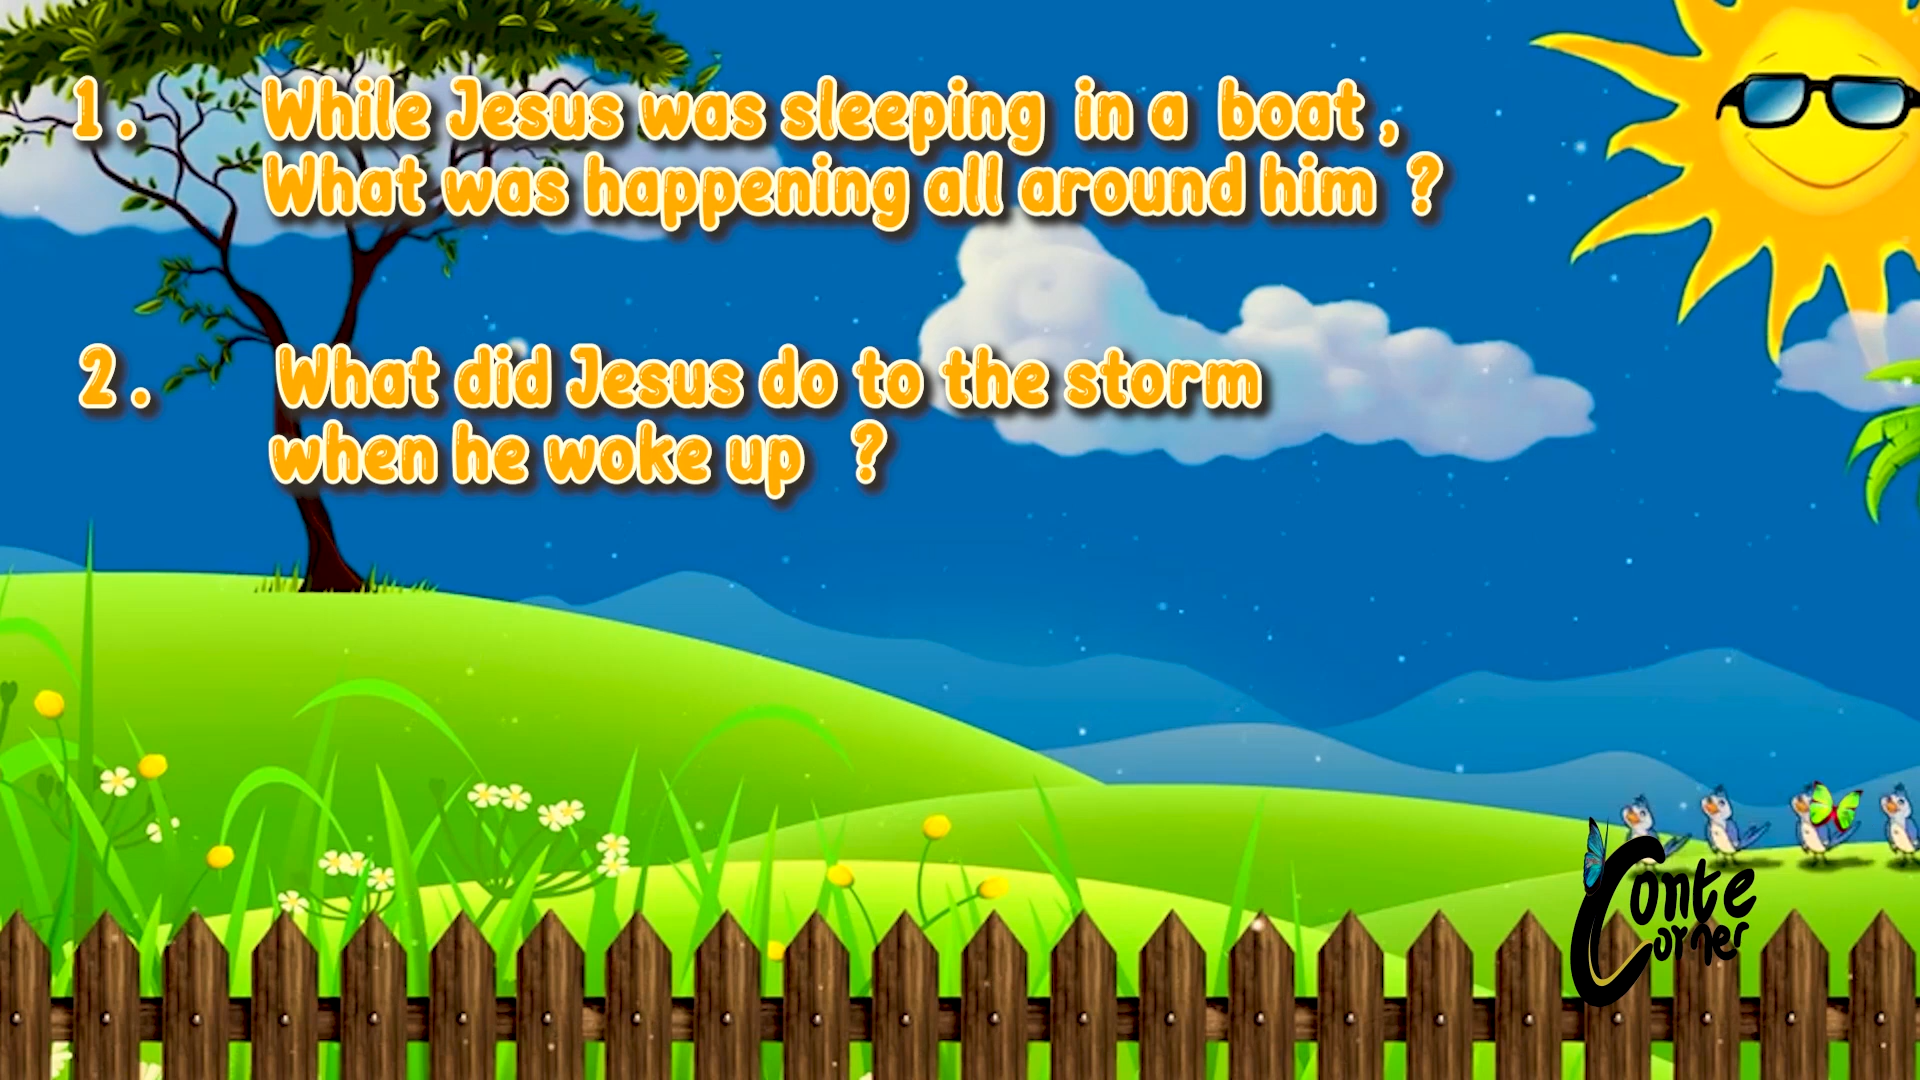 1. While Jesus was sleeping in a boat,
What was happening all around him ?
2. What did Jesus do to the storm
when he woke up ?
Conte
Corner